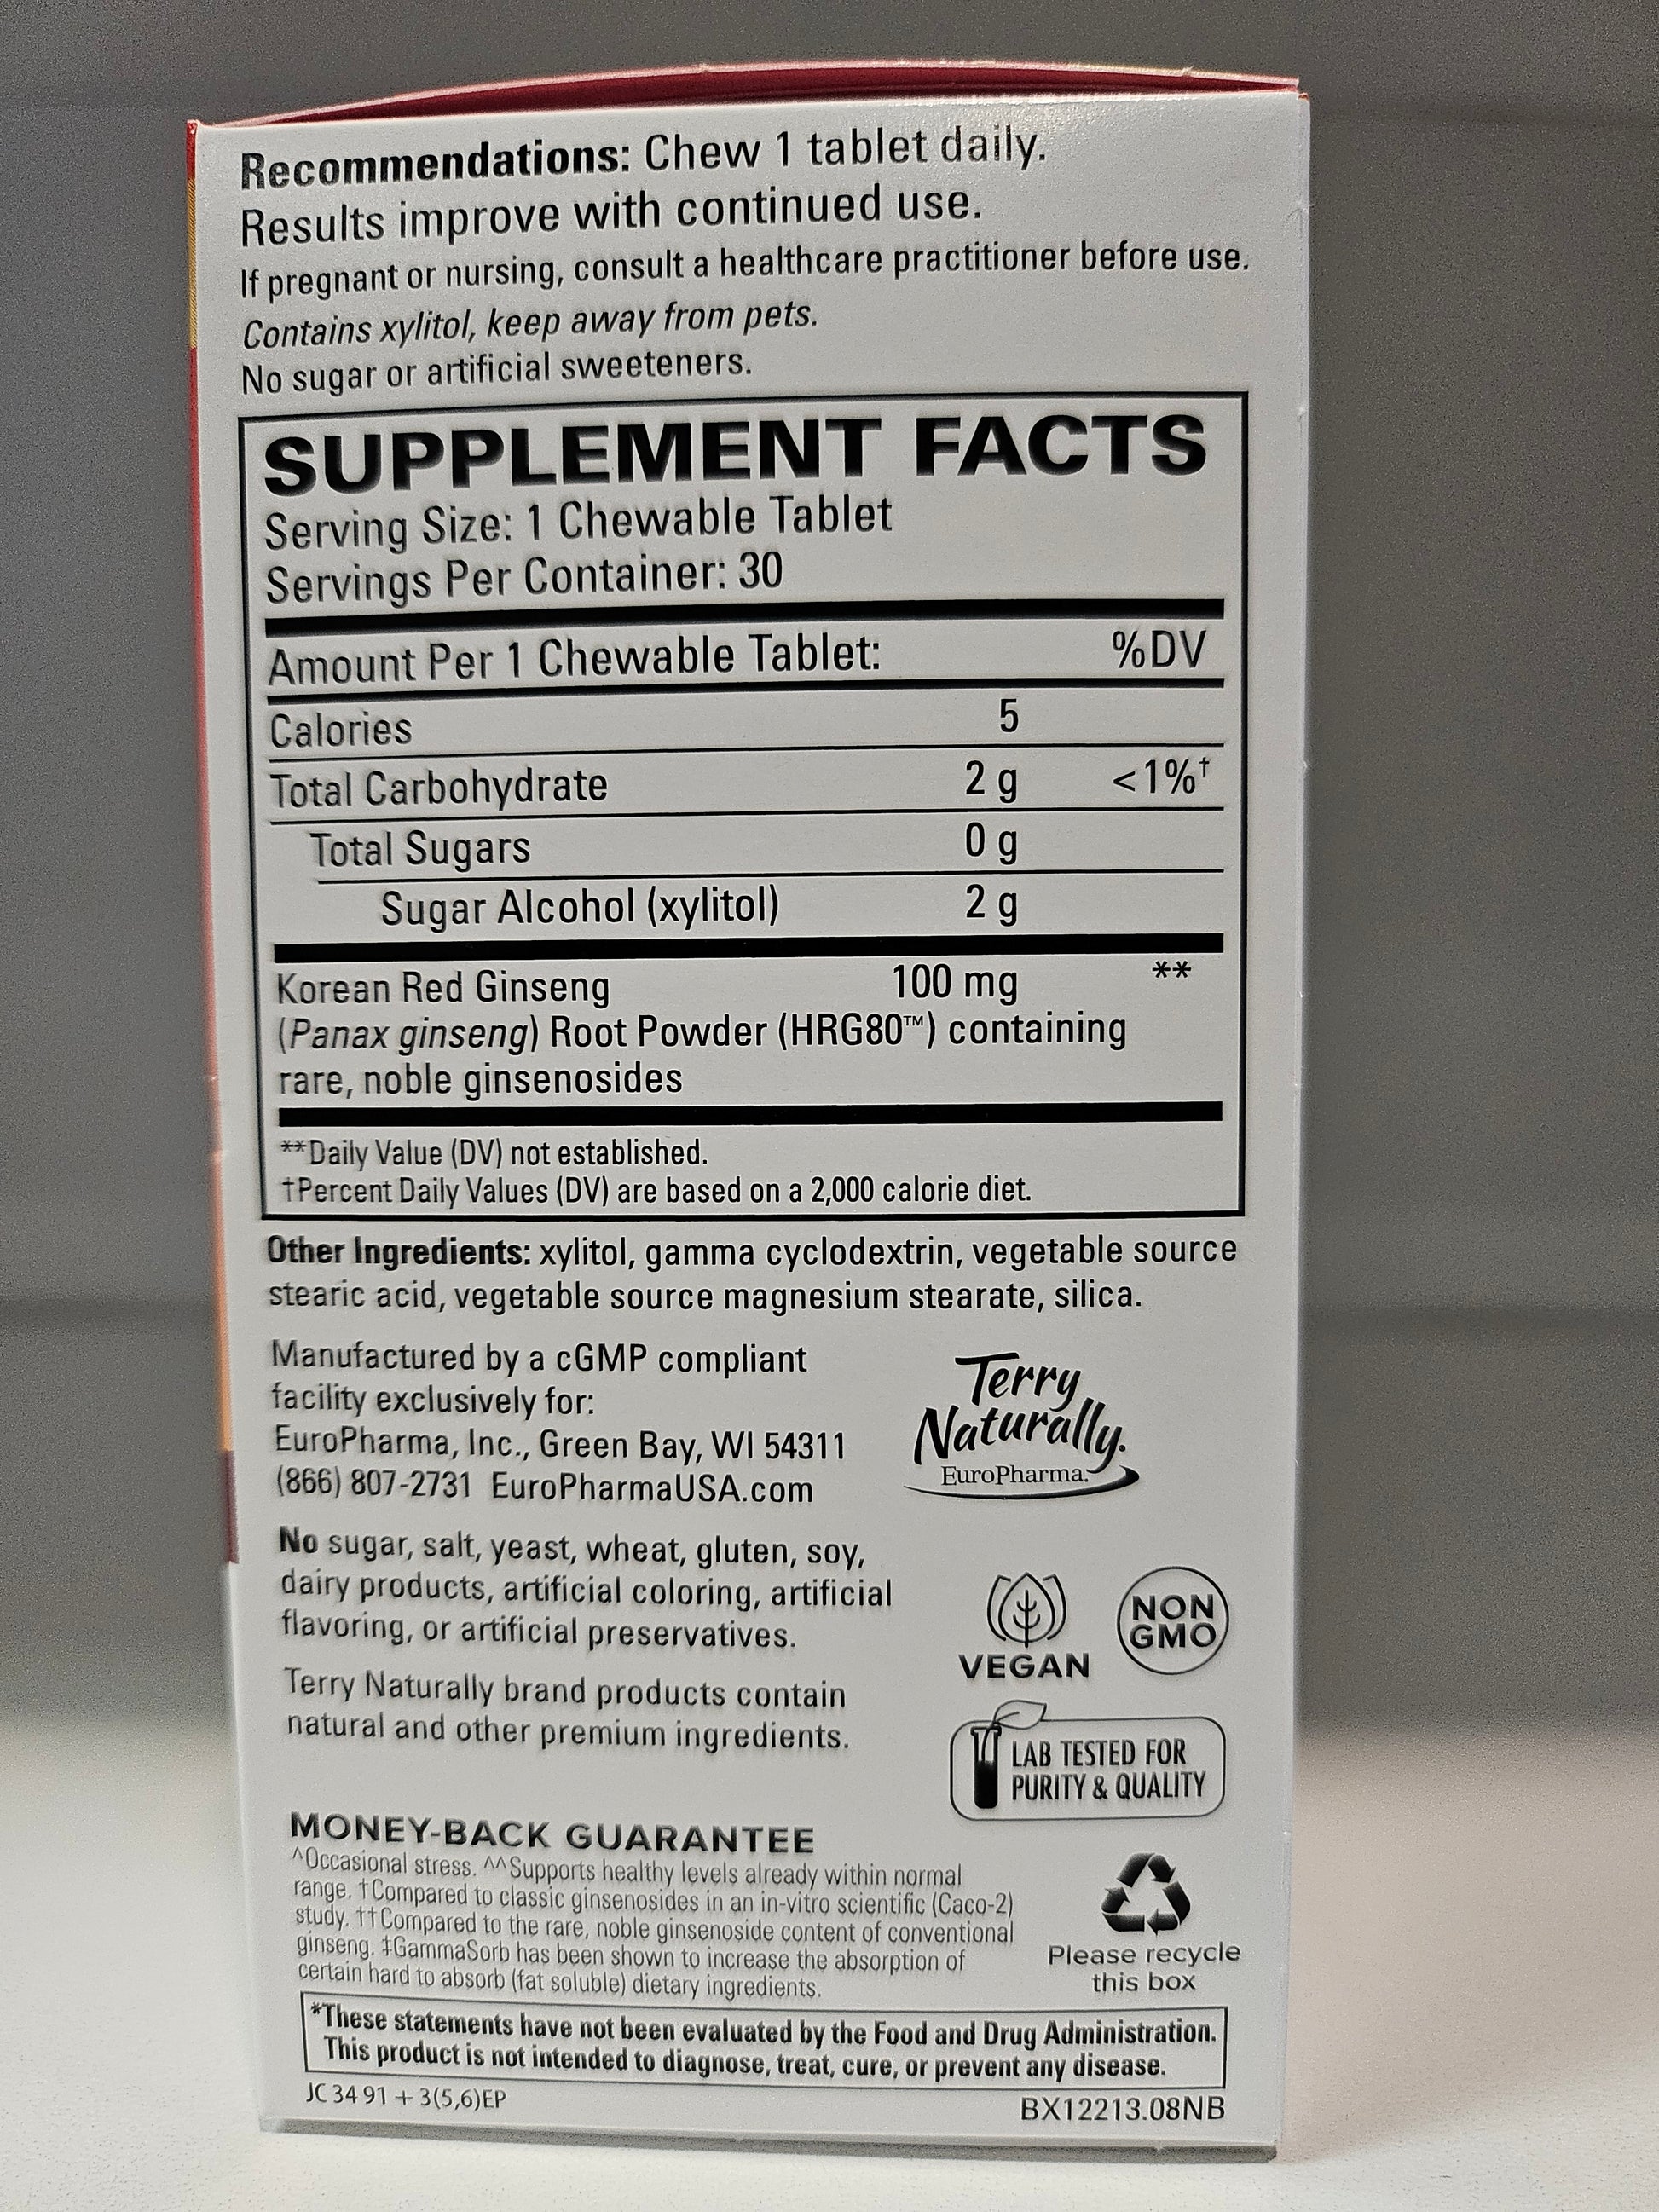 Recommendations: Chew 1 tablet daily.
Results improve with continued use.
If pregnant or nursing, consult a healthcare practitioner before use.
Contains xylitol, keep away from pets.
No sugar or artificial sweeteners.
SUPPLEMENT FACTS
Serving Size: 1 Chewable Tablet
Servings Per Container: 30
Amount Per 1 Chewable Tablet: %DV
Calories 5
Total Carbohydrate 2 g <1%†
Total Sugars 0 g
Sugar Alcohol (xylitol) 2 g
Korean Red Ginseng 100 mg **
(Panax ginseng) Root Powder (HRG80™) containing
rare, noble ginsenosides
**Daily Value (DV) not established.
†Percent Daily Values (DV) are based on a 2,000 calorie diet.
Other Ingredients: xylitol, gamma cyclodextrin, vegetable source
stearic acid, vegetable source magnesium stearate, silica.
Manufactured by a cGMP compliant
facility exclusively for:
EuroPharma, Inc., Green Bay, WI 54311
(866) 807-2731 EuroPharmaUSA.com
Terry
Naturally.
EuroPharma.
No sugar, salt, yeast, wheat, gluten, soy,
dairy products, artificial coloring, artificial
flavoring, or artificial preservatives.
VEGAN
NON
GMO
Terry Naturally brand products contain
natural and other premium ingredients.
LAB TESTED FOR
PURITY & QUALITY
MONEY-BACK GUARANTEE
^Occasional stress. ^^Supports healthy levels already within normal
range. †Compared to classic ginsenosides in an in-vitro scientific (Caco-2)
study. ††Compared to the rare, noble ginsenoside content of conventional
ginseng. ‡GammaSorb has been shown to increase the absorption of
certain hard to absorb (fat soluble) dietary ingredients.
Please recycle
this box
*These statements have not been evaluated by the Food and Drug Administration.
This product is not intended to diagnose, treat, cure, or prevent any disease.
JC 34 91 + 3(5,6)EP
BX12213.08NB